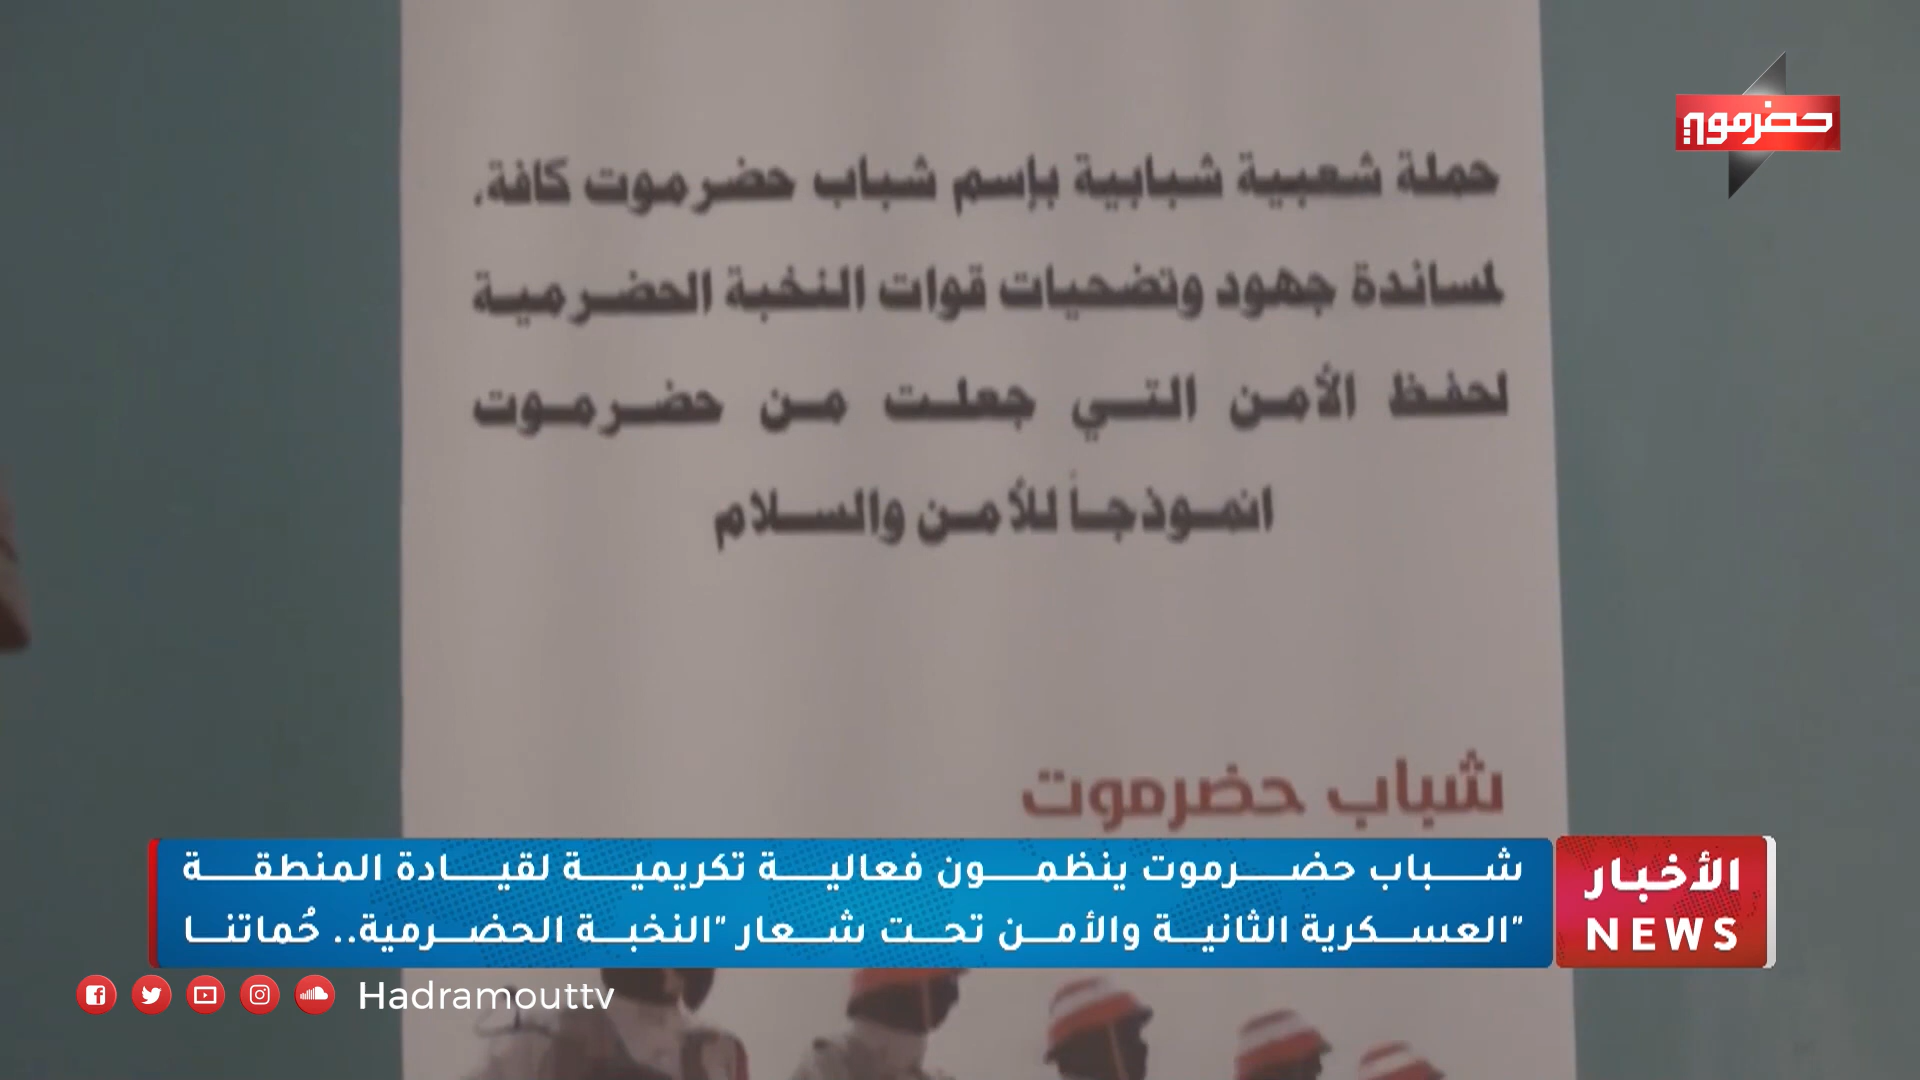 حضرموت
حملة شعبية شبابية بإسم شباب حضرموت كافة،
لمساندة جهود وتضحيات قوات النخبة الحضرمية
لحفظ الأمن التي جعلت من حضرموت
انموذجاً للأمن والسلام
شباب حضرموت
شباب حضرموت ينظمون فعالية تكريمية لقيادة المنطقة
العسكرية الثانية والأمن تحت شعار "النخبة الحضرمية.. حُماتنا"
الأخبار
NEWS
Hadramouttv